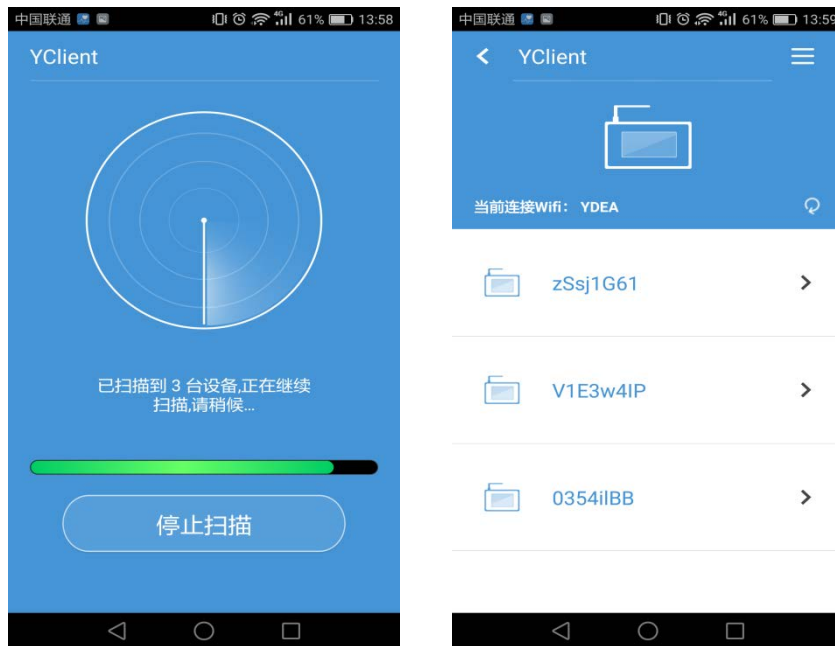 中国联通 4G 61% 13:58
YClient
已扫描到 3 台设备,正在继续
扫描,请稍候...
停止扫描
中国联通 4G 61% 13:59
YClient
当前连接Wifi: YDEA
zSsj1G61
V1E3w4IP
0354ilBB